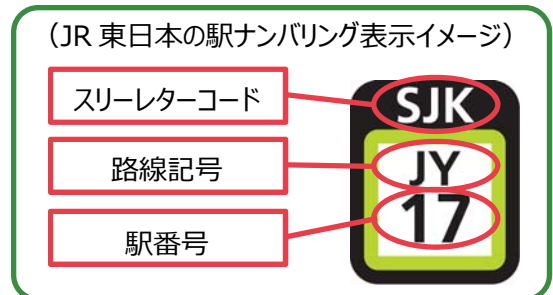 （JR 東日本の駅ナンバリング表示イメージ）
スリーレターコード
路線記号
駅番号
SJK
JY
17